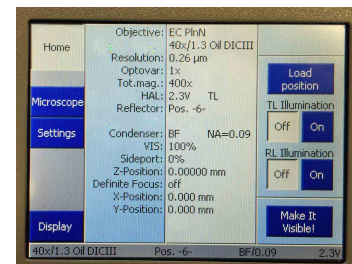 Home
Microscope
Settings
Display
Objective: EC PlnN
40x/1.3 Oil DICIII
Resolution: 0.26 µm
Optovar: 1x
Tot.mag.: 400x
HAL: 2.3V TL
Reflector: Pos. -6-
Condenser: BF NA=0.09
VIS: 100%
Sideport: 0%
Z-Position: 0.00000 mm
Definite Focus: off
X-Position: 0.000 mm
Y-Position: 0.000 mm
Load
position
TL Illumination
Off On
RL Illumination
Off On
Make It
Visible!
40x/1.3 Oil DICIII Pos. -6- BF/0.09 2.3V